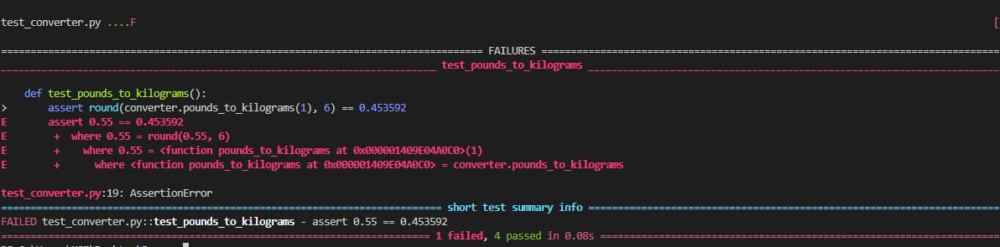 test_converter.py ....F [
================ FAILURES ================
________________ test_pounds_to_kilograms ________________
def test_pounds_to_kilograms():
> assert round(converter.pounds_to_kilograms(1), 6) == 0.453592
E assert 0.55 == 0.453592
E + where 0.55 = round(0.55, 6)
E + where 0.55 = <function pounds_to_kilograms at 0x000001409E04A0C0>(1)
E + where <function pounds_to_kilograms at 0x000001409E04A0C0> = converter.pounds_to_kilograms
test_converter.py:19: AssertionError
================ short test summary info ================
FAILED test_converter.py::test_pounds_to_kilograms - assert 0.55 == 0.453592
================ 1 failed, 4 passed in 0.08s ================